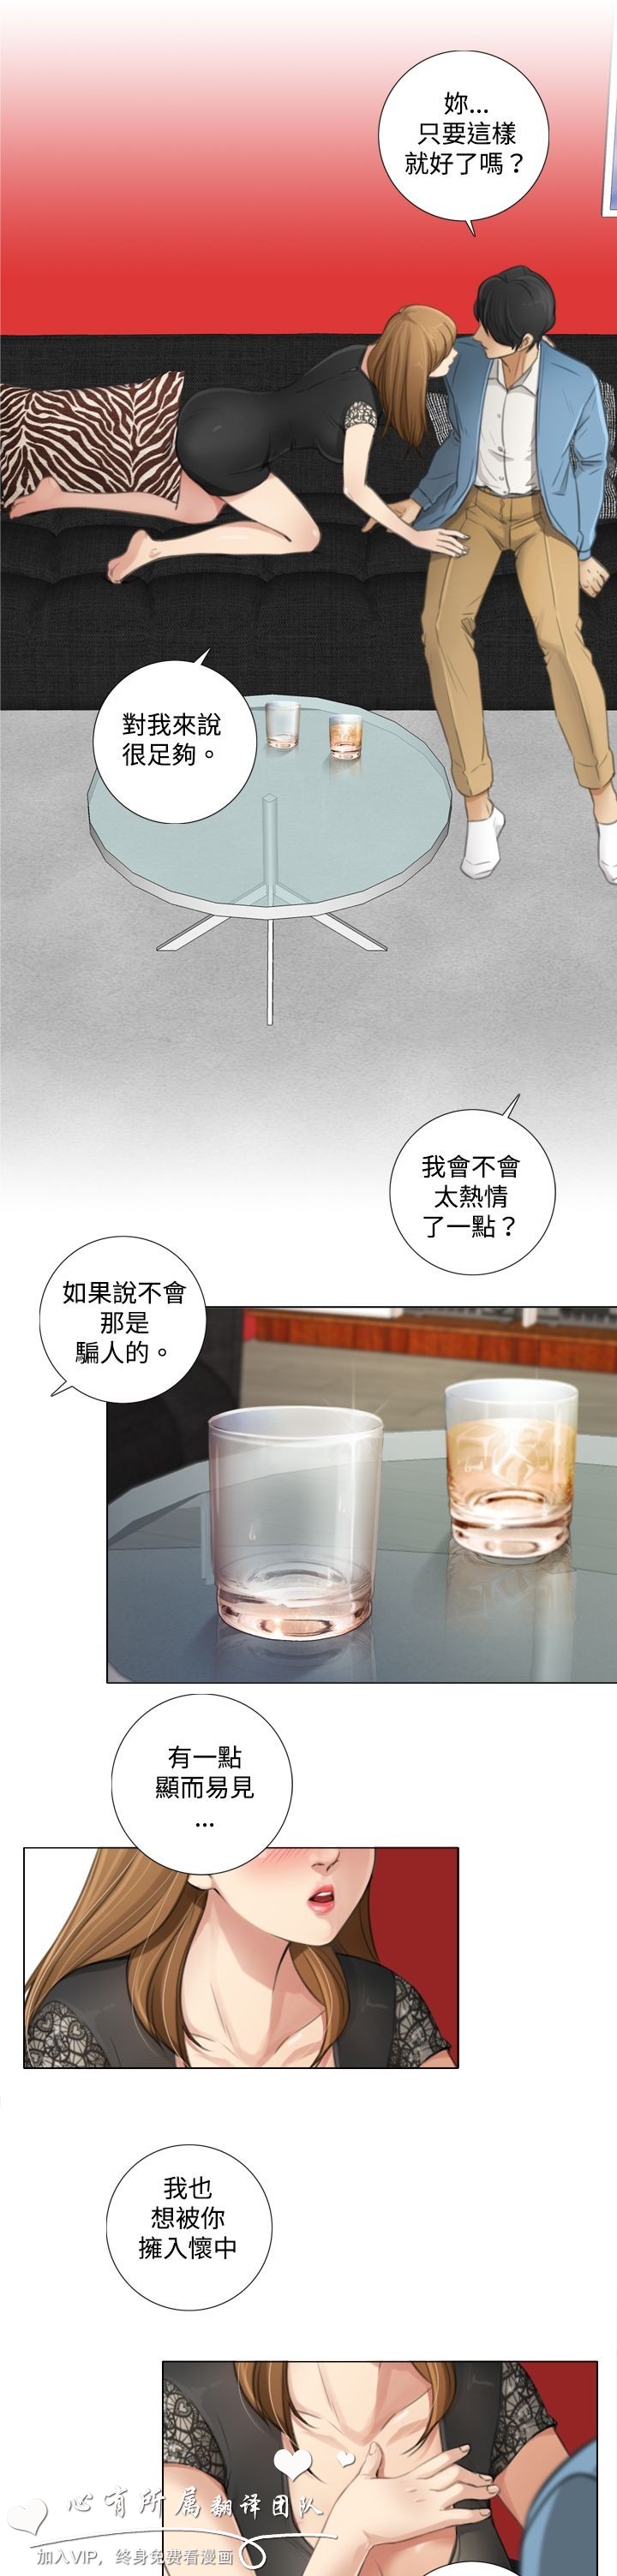 妳...
只要這樣
就好了嗎？
對我來說
很足夠。
我會不會
太熱情
了一點？
如果說不會
那是
騙人的。
有一點
顯而易見
...
我也
想被你
擁入懷中
心有所属翻译团队
加入VIP，终身免费看漫画